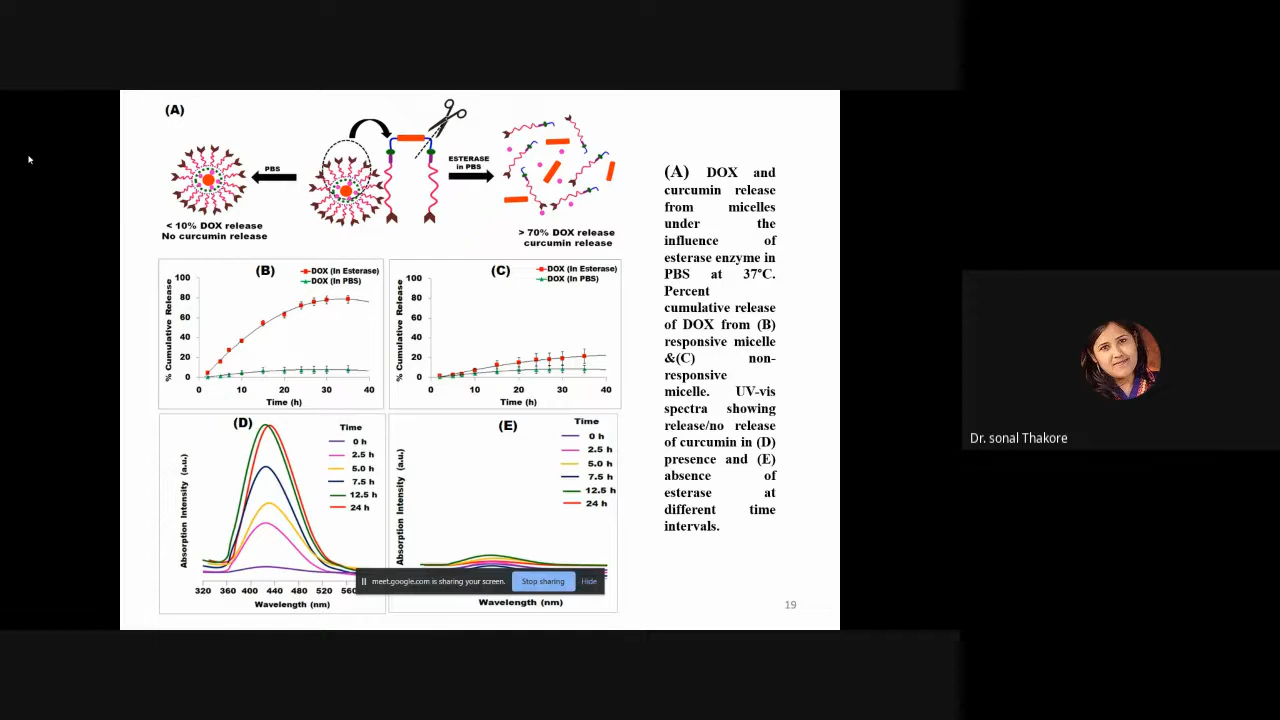 (A)
PBS
ESTERASE
in PBS
< 10% DOX release
No curcumin release
> 70% DOX release
curcumin release
(B)
DOX (In Esterase)
DOX (In PBS)
% Cumulative Release
100
80
60
40
20
0
0 10 20 30 40
Time (h)
(C)
DOX (In Esterase)
DOX (In PBS)
% Cumulative Release
100
80
60
40
20
0
0 10 20 30 40
Time (h)
(D)
Time
0 h
2.5 h
5.0 h
7.5 h
12.5 h
24 h
Absorption Intensity (a.u.)
320 360 400 440 480 520 560
Wavelength (nm)
(E)
Time
0 h
2.5 h
5.0 h
7.5 h
12.5 h
24 h
Absorption Intensity (a.u.)
Wavelength (nm)
meet.google.com is sharing your screen.
Stop sharing
Hide
(A) DOX and
curcumin release
from micelles
under the
influence of
esterase enzyme in
PBS at 37°C.
Percent
cumulative release
of DOX from (B)
responsive micelle
&(C) non-
responsive
micelle. UV-vis
spectra showing
release/no release
of curcumin in (D)
presence and (E)
absence of
esterase at
different time
intervals.
19
Dr. sonal Thakore